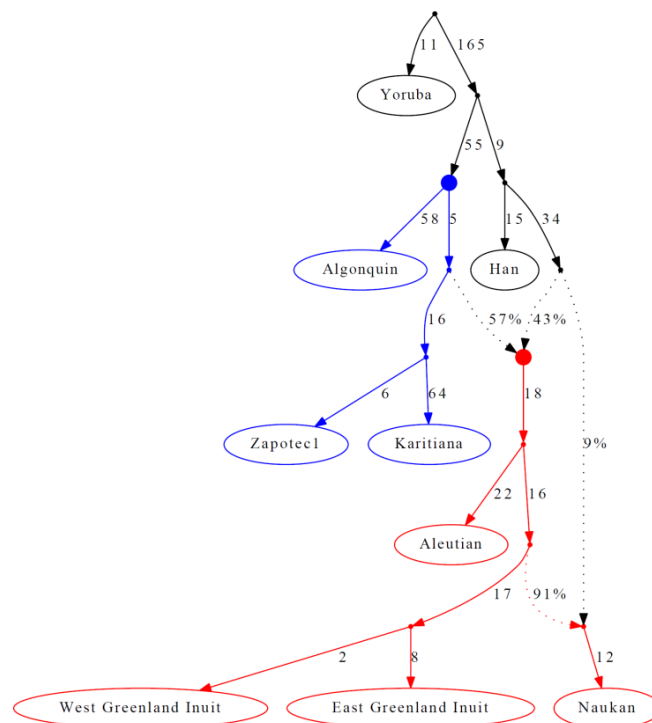 11 165
Yoruba
55 9
58 5 15 34
Algonquin Han
16 57% 43%
6 64 18
Zapotec1 Karitiana 9%
22 16
Aleutian
17 91%
2 8 12
West Greenland Inuit East Greenland Inuit Naukan